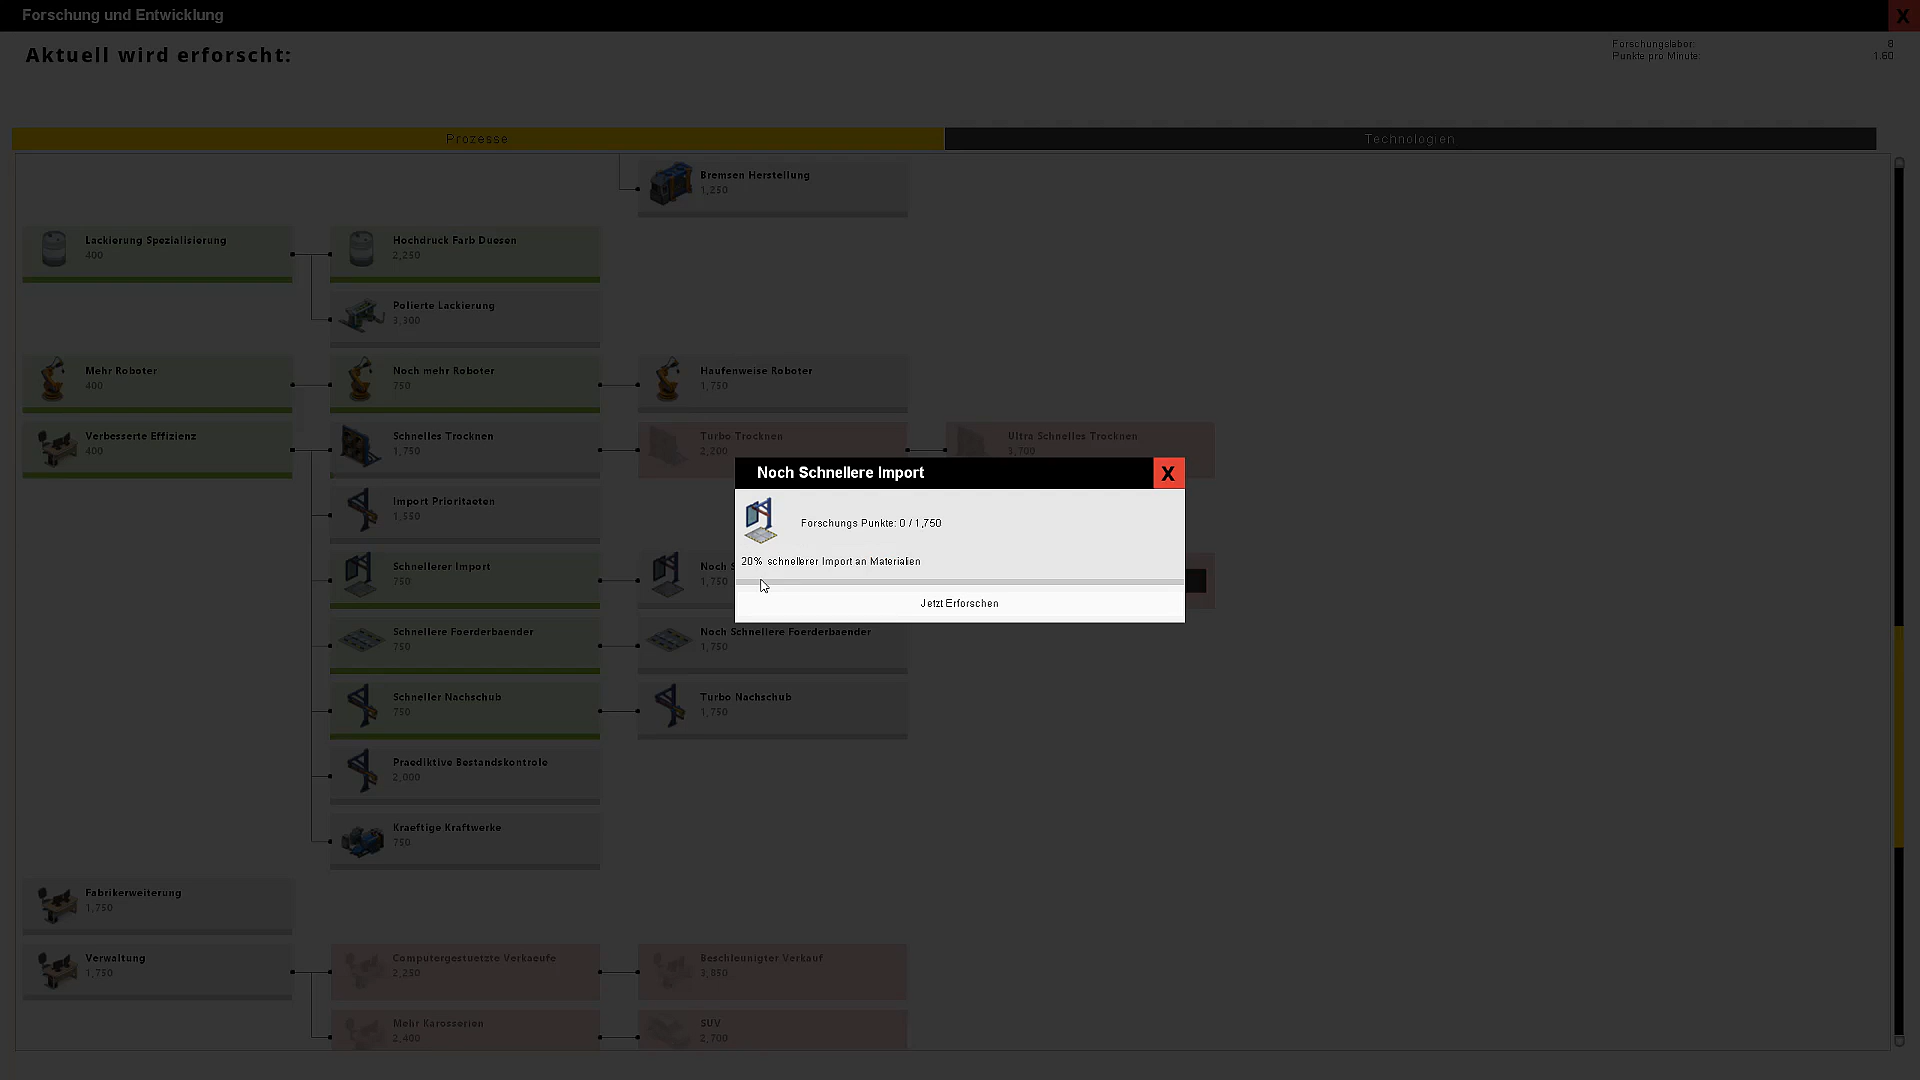 Forschung und Entwicklung
X
Aktuell wird erforscht:
Forschungslabor: 8
Punkte pro Minute: 1.60
Prozesse
Technologien
Bremsen Herstellung
1,250
Lackierung Spezialisierung
400
Hochdruck Farb Duesen
2,250
Polierte Lackierung
3,300
Mehr Roboter
400
Noch mehr Roboter
750
Haufenweise Roboter
1,750
Verbesserte Effizienz
400
Schnelles Trocknen
1,750
Turbo Trocknen
2,200
Ultra Schnelles Trocknen
3,700
Import Prioritaeten
1,550
Schnellerer Import
750
Noch S
1,750
Noch Schnellere Import
X
Forschungs Punkte: 0 / 1,750
20% schnellerer Import an Materialien
Jetzt Erforschen
Schnellere Foerderbaender
750
Noch Schnellere Foerderbaender
1,750
Schneller Nachschub
750
Turbo Nachschub
1,750
Praediktive Bestandskontrole
2,000
Kraeftige Kraftwerke
750
Fabrikerweiterung
1,750
Verwaltung
1,750
Computergestuetzte Verkaeufe
2,250
Beschleunigter Verkauf
3,850
Mehr Karosserien
2,400
SUV
2,700